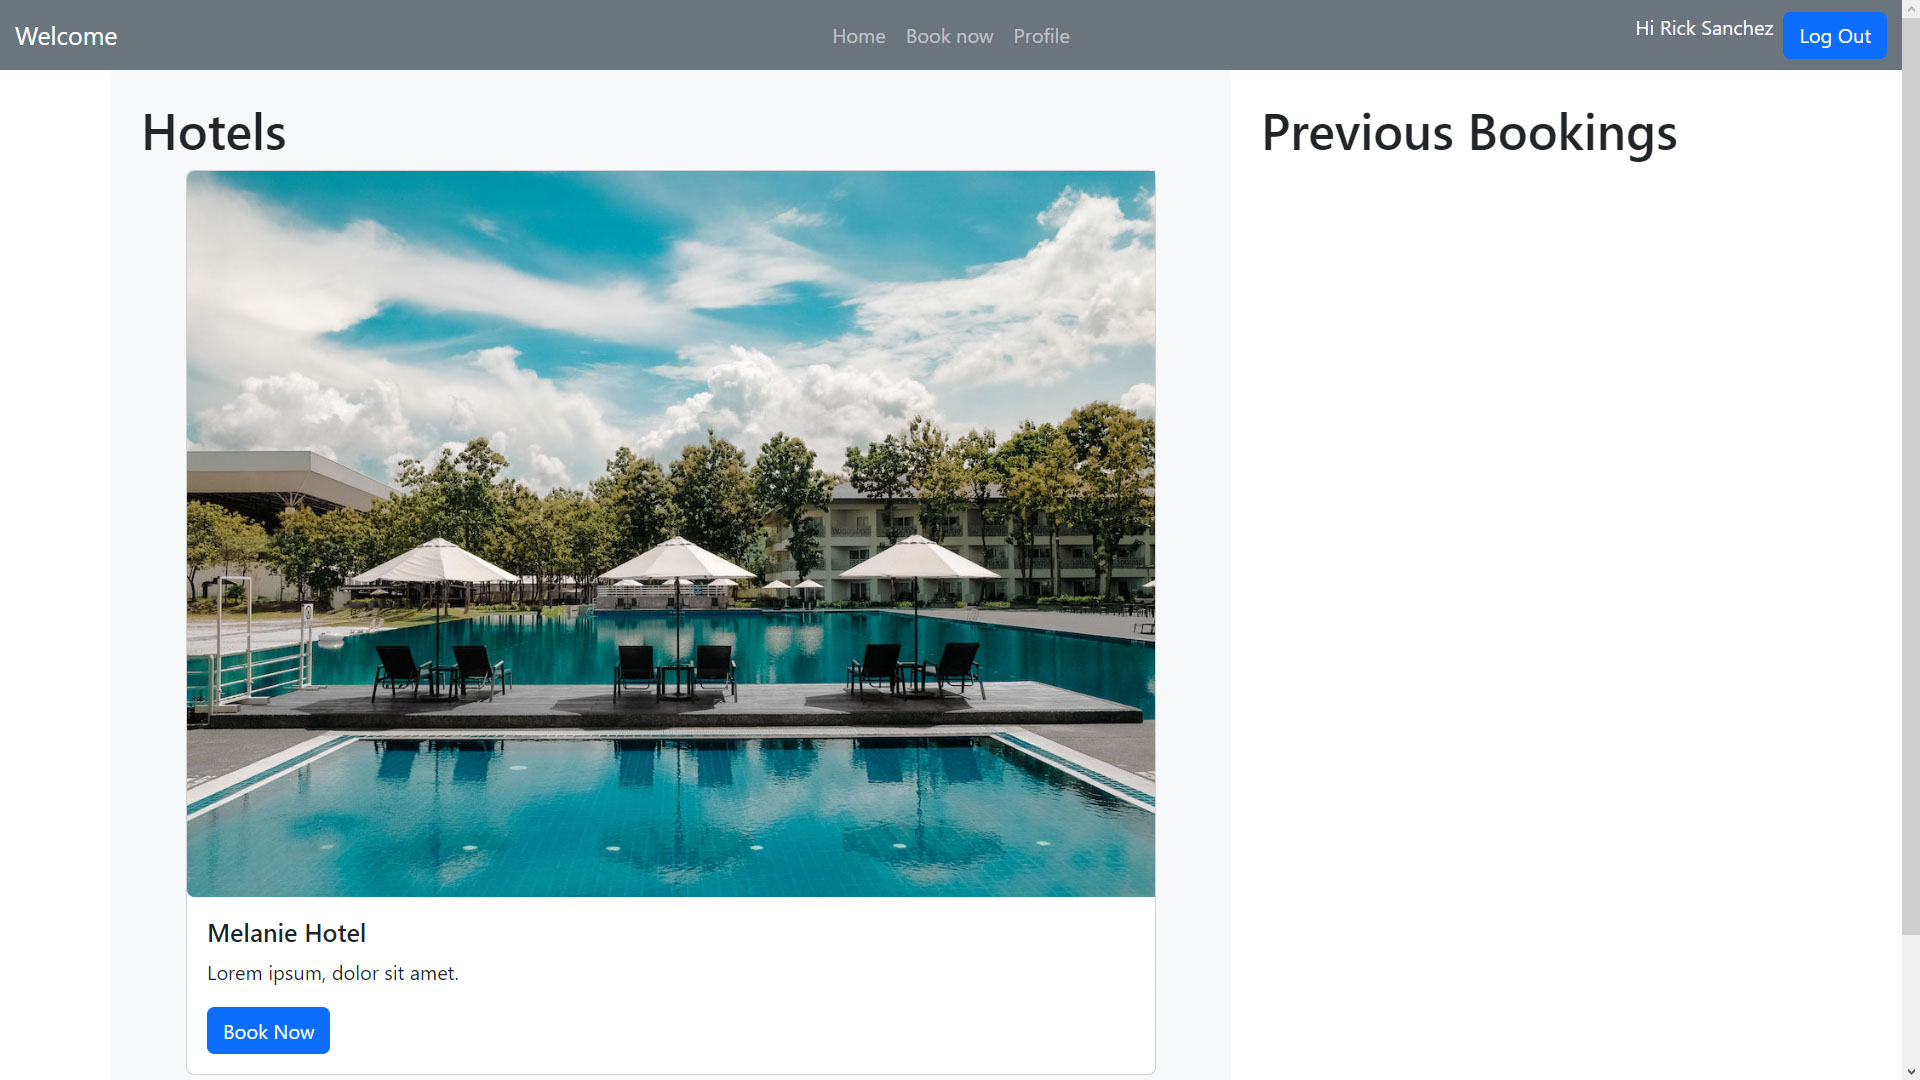 Welcome
Home Book now Profile
Hi Rick Sanchez
Log Out
Hotels
Previous Bookings
Melanie Hotel
Lorem ipsum, dolor sit amet.
Book Now